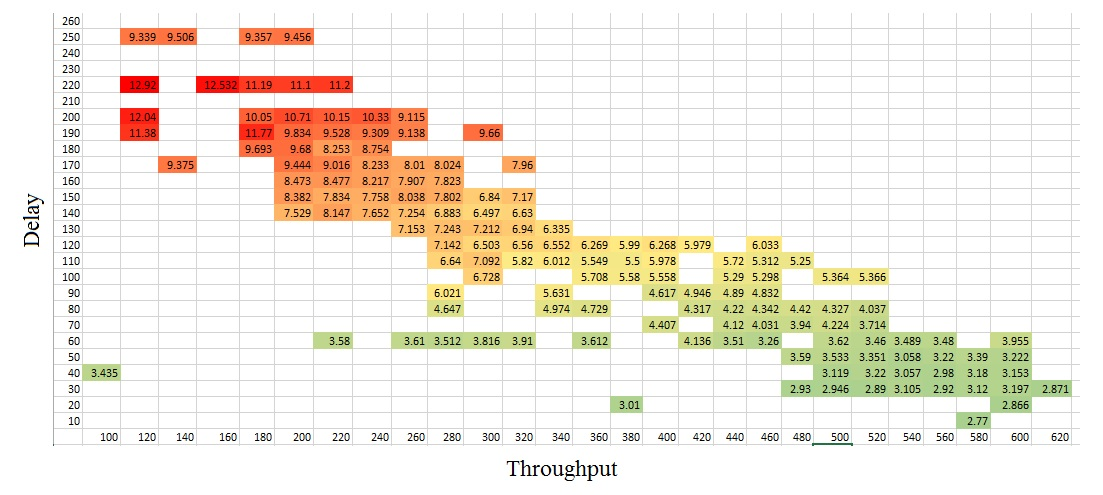 260
250 9.339 9.506 9.357 9.456
240
230
220 12.92 12.532 11.19 11.1 11.2
210
200 12.04 10.05 10.71 10.15 10.33 9.115
190 11.38 11.77 9.834 9.528 9.309 9.138 9.66
180 9.693 9.68 8.253 8.754
170 9.375 9.444 9.016 8.233 8.01 8.024 7.96
160 8.473 8.477 8.217 7.907 7.823
150 8.382 7.834 7.758 8.038 7.802 6.84 7.17
140 7.529 8.147 7.652 7.254 6.883 6.497 6.63
130 7.153 7.243 7.212 6.94 6.335
120 7.142 6.503 6.56 6.552 6.269 5.99 6.268 5.979 6.033
110 6.64 7.092 5.82 6.012 5.549 5.5 5.978 5.72 5.312 5.25
100 6.728 5.708 5.58 5.558 5.29 5.298 5.364 5.366
90 6.021 5.631 4.617 4.946 4.89 4.832
80 4.647 4.974 4.729 4.317 4.22 4.342 4.42 4.327 4.037
70 4.407 4.12 4.031 3.94 4.224 3.714
60 3.58 3.61 3.512 3.816 3.91 3.612 4.136 3.51 3.26 3.62 3.46 3.489 3.48 3.955
50 3.59 3.533 3.351 3.058 3.22 3.39 3.222
40 3.435 3.119 3.22 3.057 2.98 3.18 3.153
30 2.93 2.946 2.89 3.105 2.92 3.12 3.197 2.871
20 3.01 2.866
10 2.77
100 120 140 160 180 200 220 240 260 280 300 320 340 360 380 400 420 440 460 480 500 520 540 560 580 600 620
Delay
Throughput